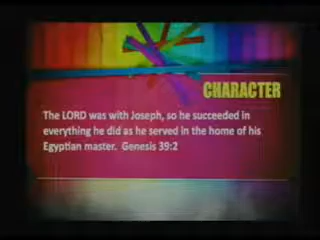 CHARACTER
The LORD was with Joseph, so he succeeded in
everything he did as he served in the home of his
Egyptian master.  Genesis 39:2